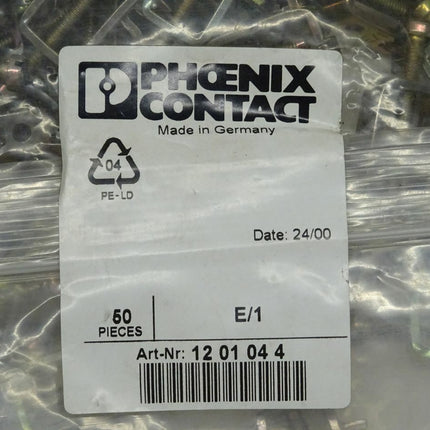 PHŒNIX
CONTACT
Made in Germany
04
PE-LD
Date: 24/00
50
PIECES
E/1
Art-Nr: 12 01 04 4